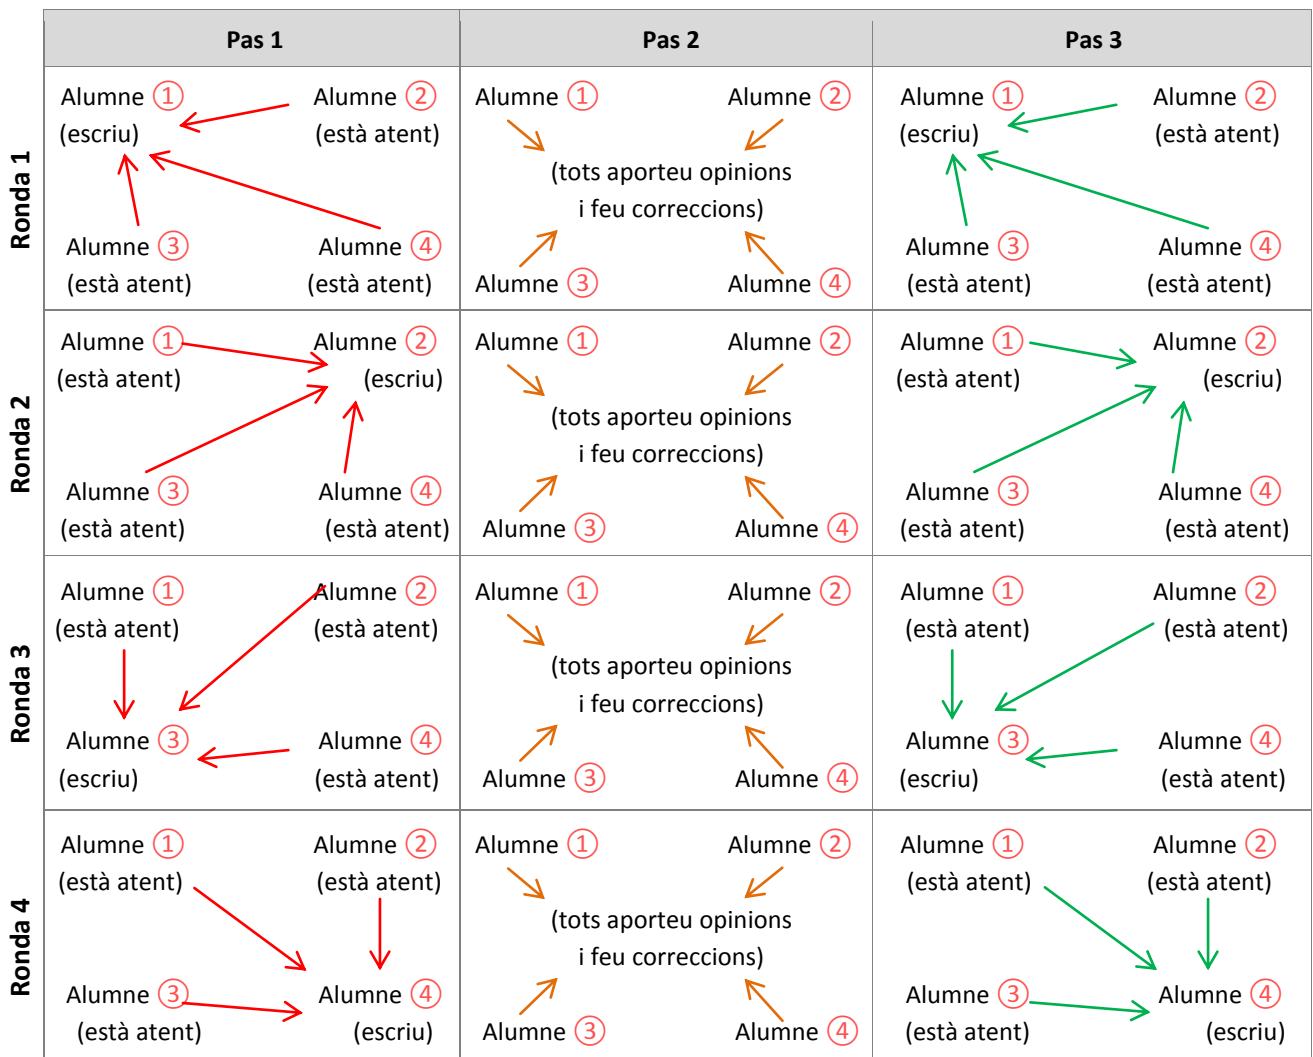 Pas 1 Pas 2 Pas 3
Ronda 1
Alumne 1 Alumne 2
(escriu) (està atent)
Alumne 3 Alumne 4
(està atent) (està atent)
Alumne 1 Alumne 2
(tots aporteu opinions
i feu correccions)
Alumne 3 Alumne 4
Alumne 1 Alumne 2
(escriu) (està atent)
Alumne 3 Alumne 4
(està atent) (està atent)
Ronda 2
Alumne 1 Alumne 2
(està atent) (escriu)
Alumne 3 Alumne 4
(està atent) (està atent)
Alumne 1 Alumne 2
(tots aporteu opinions
i feu correccions)
Alumne 3 Alumne 4
Alumne 1 Alumne 2
(està atent) (escriu)
Alumne 3 Alumne 4
(està atent) (està atent)
Ronda 3
Alumne 1 Alumne 2
(està atent) (està atent)
Alumne 3 Alumne 4
(escriu) (està atent)
Alumne 1 Alumne 2
(tots aporteu opinions
i feu correccions)
Alumne 3 Alumne 4
Alumne 1 Alumne 2
(està atent) (està atent)
Alumne 3 Alumne 4
(escriu) (està atent)
Ronda 4
Alumne 1 Alumne 2
(està atent) (està atent)
Alumne 3 Alumne 4
(està atent) (escriu)
Alumne 1 Alumne 2
(tots aporteu opinions
i feu correccions)
Alumne 3 Alumne 4
Alumne 1 Alumne 2
(està atent) (està atent)
Alumne 3 Alumne 4
(està atent) (escriu)